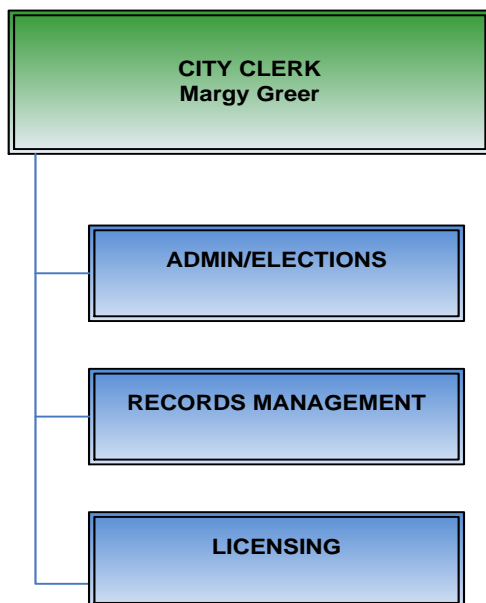 CITY CLERK
Margy Greer
ADMIN/ELECTIONS
RECORDS MANAGEMENT
LICENSING